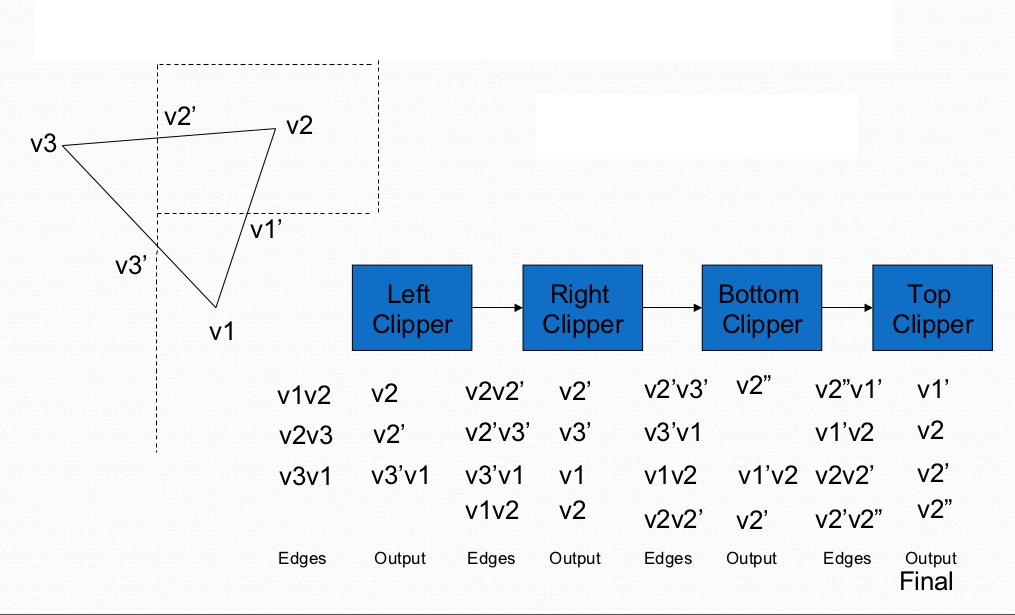 v2’
v2
v3
v1’
v3’
v1
Left
Clipper
Right
Clipper
Bottom
Clipper
Top
Clipper
v1v2 v2 v2v2’ v2’ v2’v3’ v2” v2”v1’ v1’
v2v3 v2’ v2’v3’ v3’ v3’v1 v1’v2 v2
v3v1 v3’v1 v3’v1 v1 v1v2 v1’v2 v2v2’ v2’
v1v2 v2 v2v2’ v2’ v2’v2” v2”
Edges Output Edges Output Edges Output Edges Output
Final